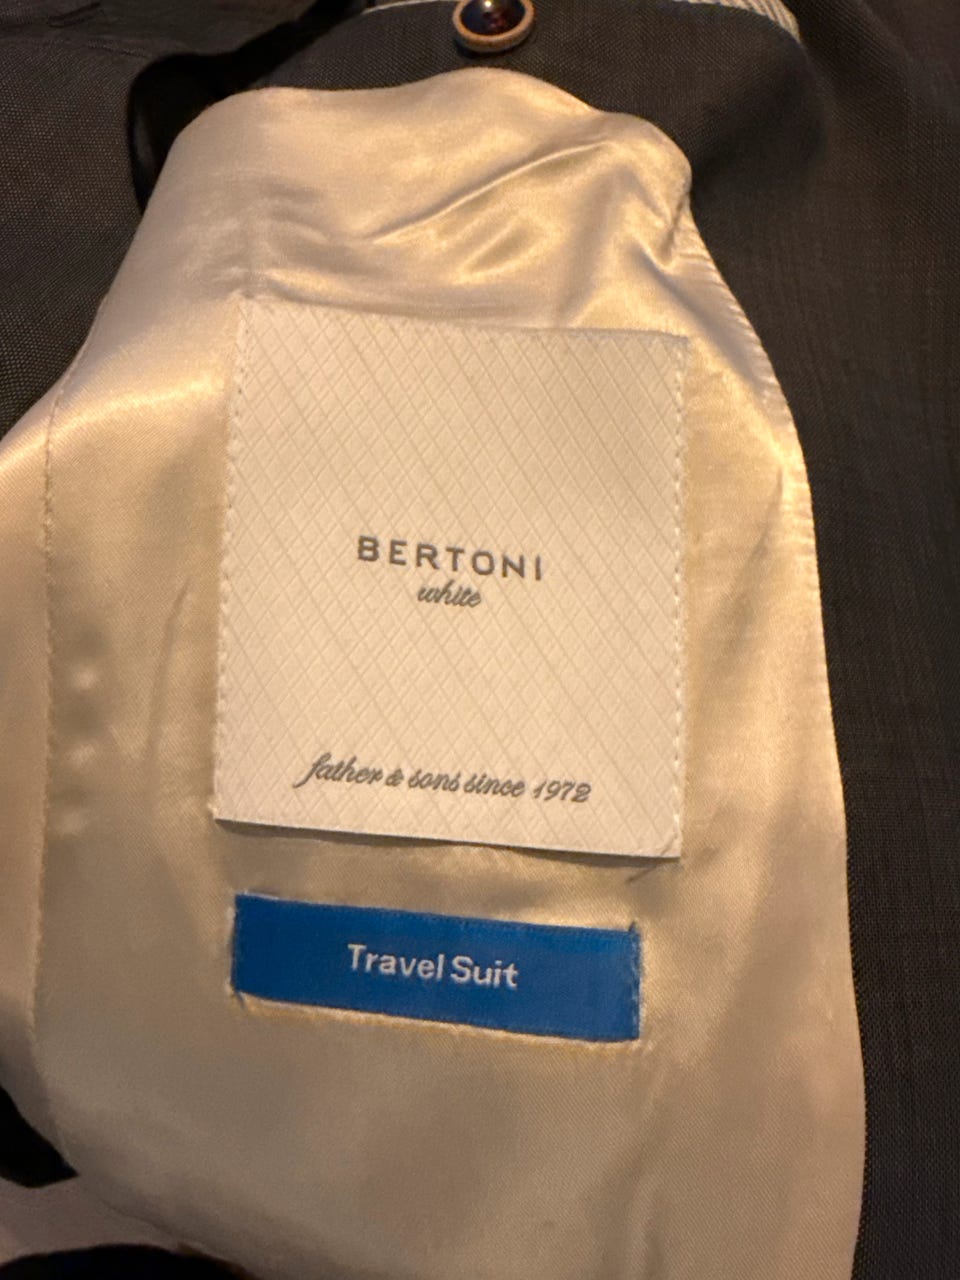 BERTONI
white
father & sons since 1972
Travel Suit